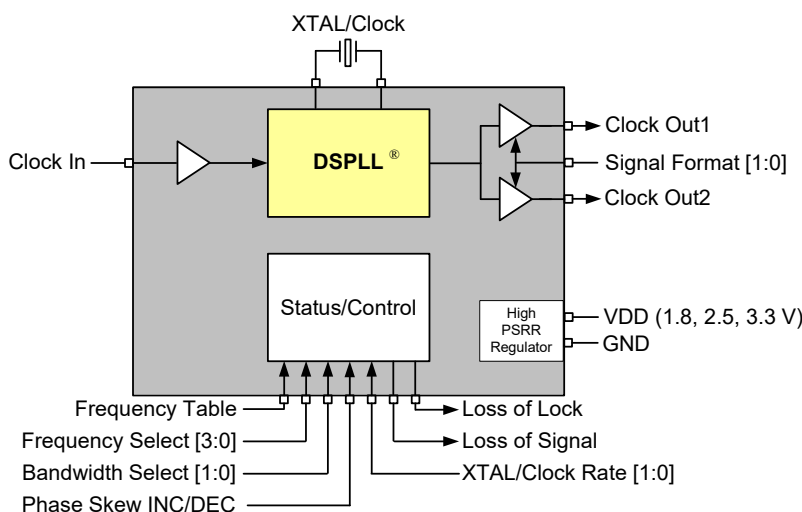 XTAL/Clock
Clock In
DSPLL ®
Clock Out1
Signal Format [1:0]
Clock Out2
Status/Control
High
PSRR
Regulator
VDD (1.8, 2.5, 3.3 V)
GND
Frequency Table
Loss of Lock
Frequency Select [3:0]
Loss of Signal
Bandwidth Select [1:0]
XTAL/Clock Rate [1:0]
Phase Skew INC/DEC